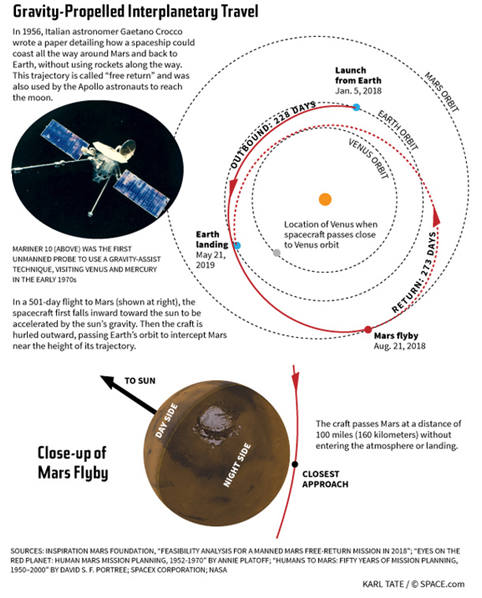 Gravity-Propelled Interplanetary Travel
In 1956, Italian astronomer Gaetano Crocco
wrote a paper detailing how a spaceship could
coast all the way around Mars and back to
Earth, without using rockets along the way.
This trajectory is called “free return” and was
also used by the Apollo astronauts to reach
the moon.
MARINER 10 (ABOVE) WAS THE FIRST
UNMANNED PROBE TO USE A GRAVITY-ASSIST
TECHNIQUE, VISITING VENUS AND MERCURY
IN THE EARLY 1970s
In a 501-day flight to Mars (shown at right), the
spacecraft first falls inward toward the sun to be
accelerated by the sun’s gravity. Then the craft is
hurled outward, passing Earth’s orbit to intercept Mars
near the height of its trajectory.
Launch
from Earth
Jan. 5, 2018
MARS ORBIT
OUTBOUND: 228 DAYS
EARTH ORBIT
VENUS ORBIT
Location of Venus when
spacecraft passes close
to Venus orbit
Earth
landing
May 21,
2019
RETURN: 273 DAYS
Mars flyby
Aug. 21, 2018
TO SUN
DAY SIDE
NIGHT SIDE
Close-up of
Mars Flyby
The craft passes Mars at a distance of
100 miles (160 kilometers) without
entering the atmosphere or landing.
CLOSEST
APPROACH
SOURCES: INSPIRATION MARS FOUNDATION, “FEASIBILITY ANALYSIS FOR A MANNED MARS FREE-RETURN MISSION IN 2018”; “EYES ON THE
RED PLANET: HUMAN MARS MISSION PLANNING, 1952-1970” BY ANNIE PLATOFF; “HUMANS TO MARS: FIFTY YEARS OF MISSION PLANNING,
1950–2000” BY DAVID S. F. PORTREE; SPACEX CORPORATION; NASA
KARL TATE / © SPACE.com